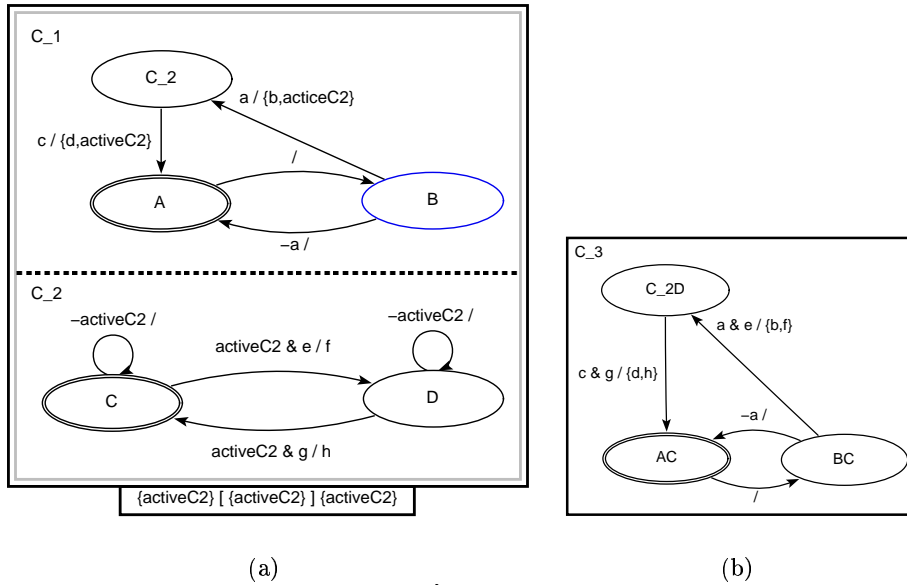 C_1
C_2
a / {b,acticeC2}
c / {d,activeC2}
/
A
B
–a /
C_2
–activeC2 /
–activeC2 /
activeC2 & e / f
C
D
activeC2 & g / h
{activeC2} [ {activeC2} ] {activeC2}
(a)
C_3
C_2D
a & e / {b,f}
c & g / {d,h}
–a /
AC
BC
/
(b)